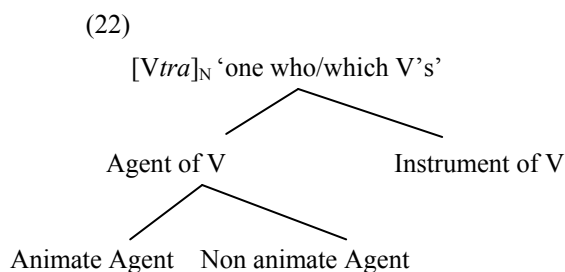 (22)
[Vtra]N ‘one who/which V’s’
Agent of V Instrument of V
Animate Agent Non animate Agent